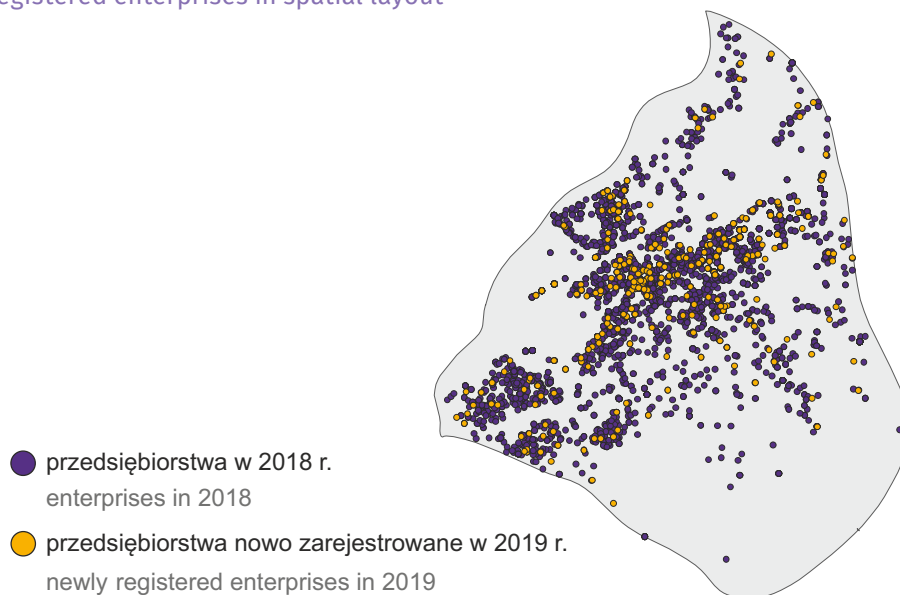 registered enterprises in spatial layout
przedsiębiorstwa w 2018 r.
enterprises in 2018
przedsiębiorstwa nowo zarejestrowane w 2019 r.
newly registered enterprises in 2019